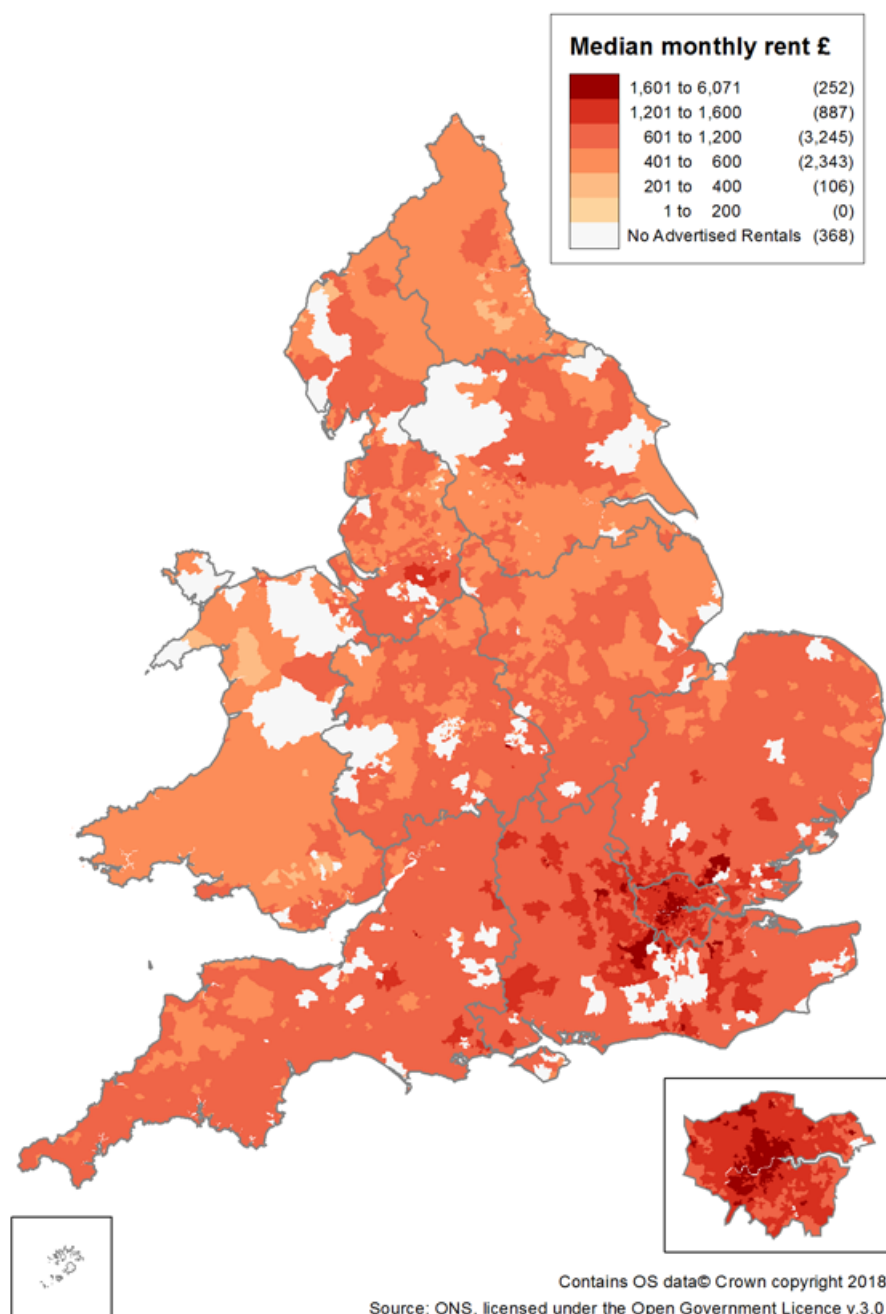 Median monthly rent £
1,601 to 6,071 (252)
1,201 to 1,600 (887)
601 to 1,200 (3,245)
401 to 600 (2,343)
201 to 400 (106)
1 to 200 (0)
No Advertised Rentals (368)
Contains OS data© Crown copyright 2018
Source: ONS, licensed under the Open Government Licence v.3.0